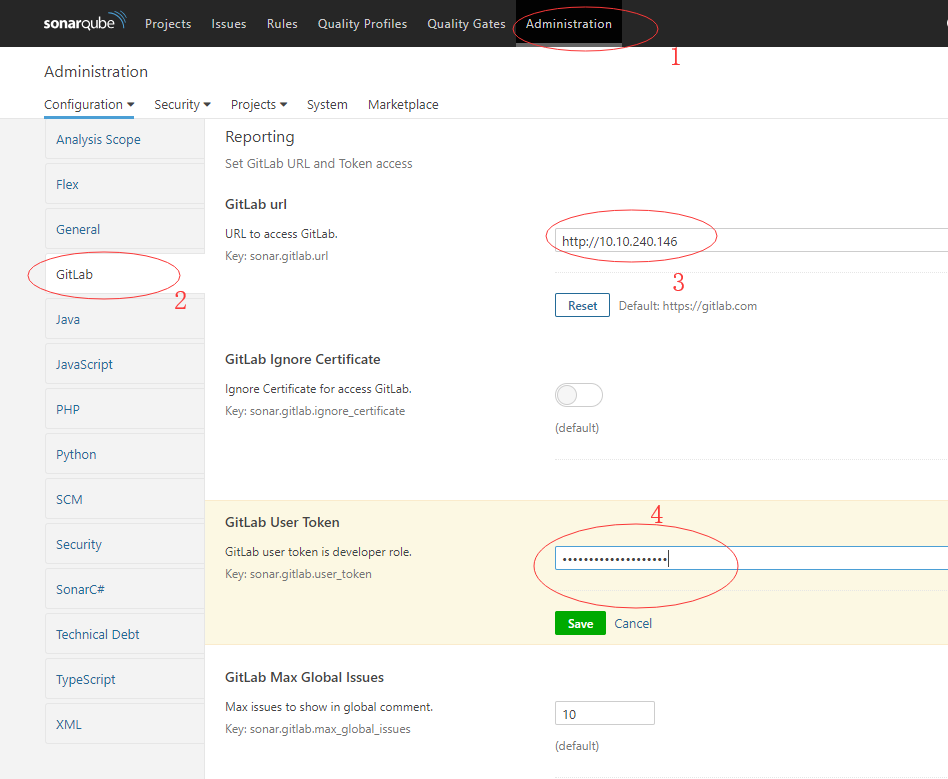 sonarqube Projects Issues Rules Quality Profiles Quality Gates Administration
1
Administration
Configuration Security Projects System Marketplace
Analysis Scope
Flex
General
GitLab
2
Java
JavaScript
PHP
Python
SCM
Security
SonarC#
Technical Debt
TypeScript
XML
Reporting
Set GitLab URL and Token access
GitLab url
URL to access GitLab.
Key: sonar.gitlab.url
http://10.10.240.146
3
Reset Default: https://gitlab.com
GitLab Ignore Certificate
Ignore Certificate for access GitLab.
Key: sonar.gitlab.ignore_certificate
(default)
4
GitLab User Token
GitLab user token is developer role.
Key: sonar.gitlab.user_token
••••••••••••••••••••
Save Cancel
GitLab Max Global Issues
Max issues to show in global comment.
Key: sonar.gitlab.max_global_issues
10
(default)